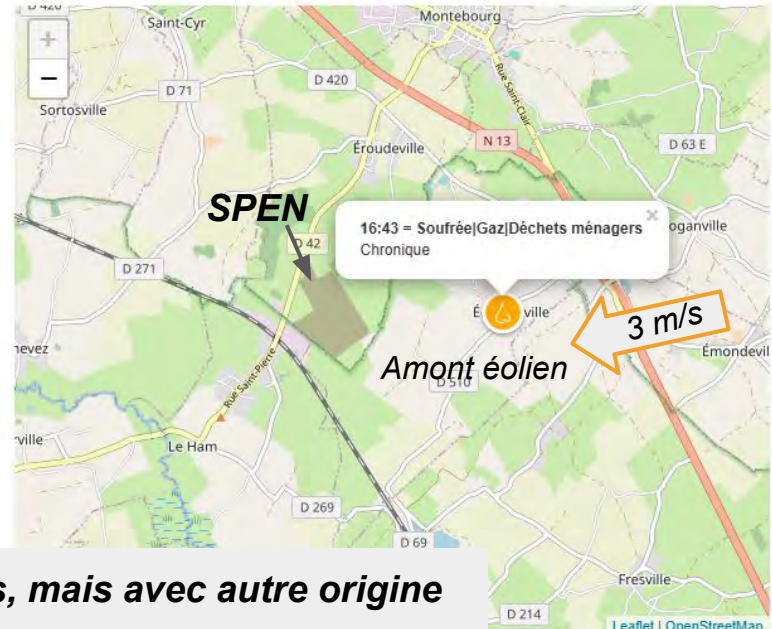 Saint-Cyr
Montebourg
+
−
D 71
D 420
Rue Saint-Clair
Sortosville
N 13
D 63 E
Éroudeville
SPEN
16:43 = Soufrée|Gaz|Déchets ménagers
×
Chronique
D 42
oganville
D 271
ville
3 m/s
Émondevil
Amont éolien
D 510
Rue Saint-Pierre
Le Ham
D 269
D 69
s, mais avec autre origine
Fresville
D 214
Leaflet | OpenStreetMap